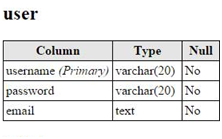 user
Column Type Null
username (Primary) varchar(20) No
password varchar(20) No
email text No